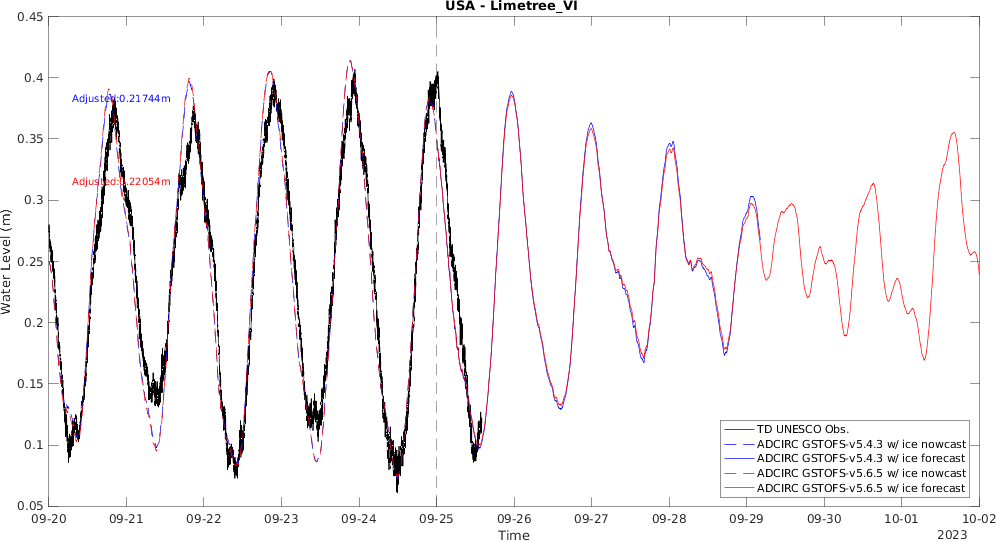 USA - Limetree_VI
0.45
0.4
0.35
0.3
0.25
0.2
0.15
0.1
0.05
Water Level (m)
Adjusted:0.21744m
Adjusted:0.22054m
TD UNESCO Obs.
ADCIRC GSTOFS-v5.4.3 w/ ice nowcast
ADCIRC GSTOFS-v5.4.3 w/ ice forecast
ADCIRC GSTOFS-v5.6.5 w/ ice nowcast
ADCIRC GSTOFS-v5.6.5 w/ ice forecast
09-20 09-21 09-22 09-23 09-24 09-25 09-26 09-27 09-28 09-29 09-30 10-01 10-02
Time
2023